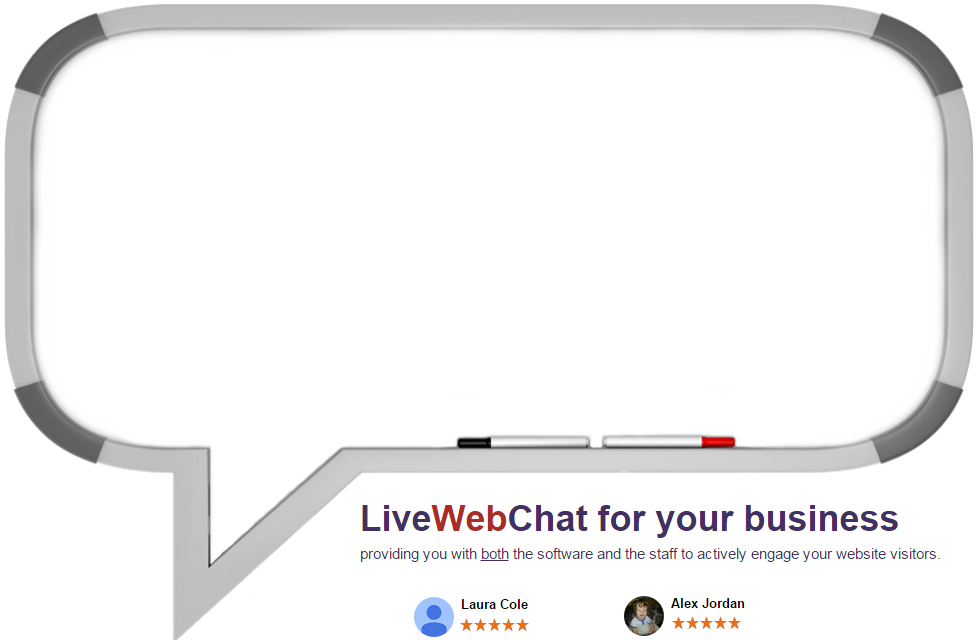 LiveWebChat for your business
providing you with both the software and the staff to actively engage your website visitors.
Laura Cole
Alex Jordan